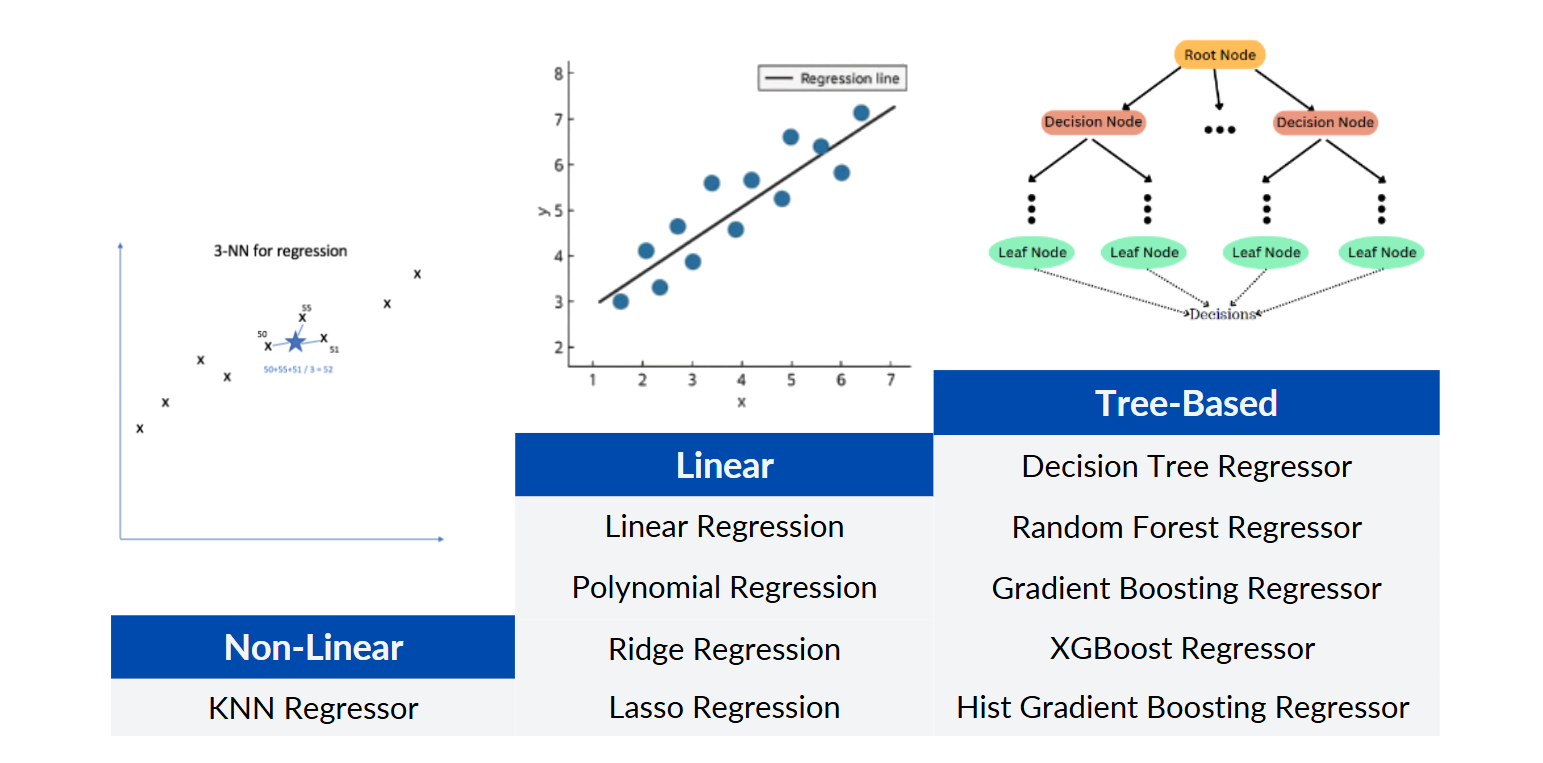 3-NN for regression
55
50
51
50+55+51 / 3 = 52
Non-Linear
KNN Regressor
Regression line
8
7
6
5
4
3
2
y
1 2 3 4 5 6 7
x
Linear
Linear Regression
Polynomial Regression
Ridge Regression
Lasso Regression
Root Node
Decision Node
Decision Node
Leaf Node
Leaf Node
Leaf Node
Leaf Node
Decisions
Tree-Based
Decision Tree Regressor
Random Forest Regressor
Gradient Boosting Regressor
XGBoost Regressor
Hist Gradient Boosting Regressor